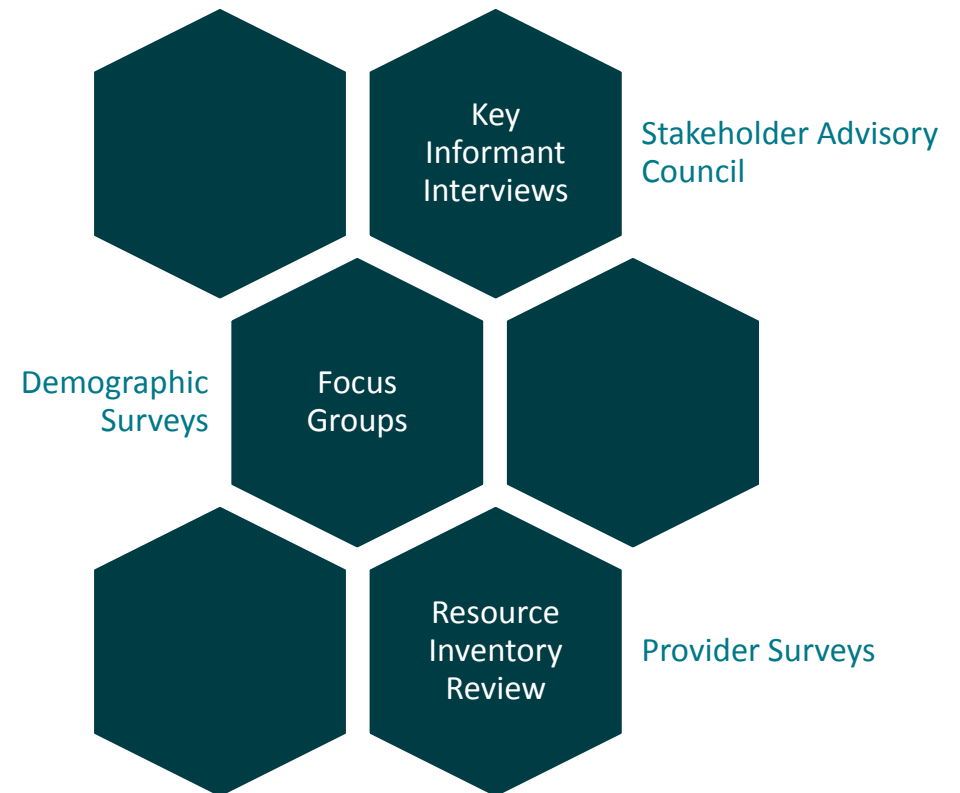 Key
Informant
Interviews
Stakeholder Advisory
Council
Demographic
Surveys
Focus
Groups
Resource
Inventory
Review
Provider Surveys